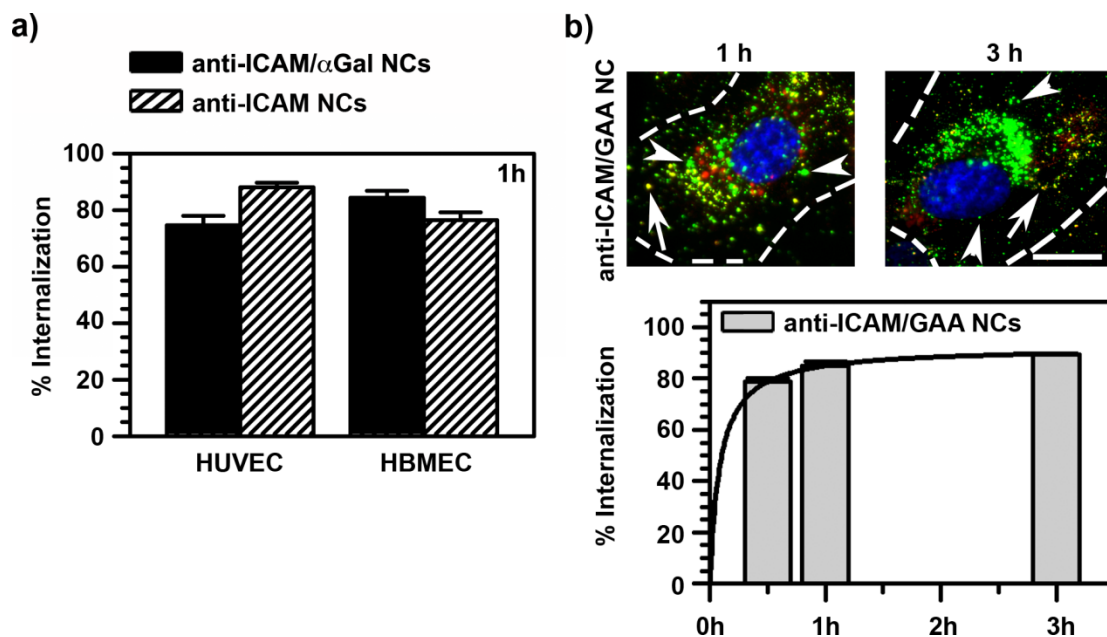 a)
anti-ICAM/αGal NCs
anti-ICAM NCs
1h
% Internalization
100
80
60
40
20
0
HUVEC
HBMEC
b)
1 h
3 h
anti-ICAM/GAA NC
anti-ICAM/GAA NCs
% Internalization
100
80
60
40
20
0
0h
1h
2h
3h